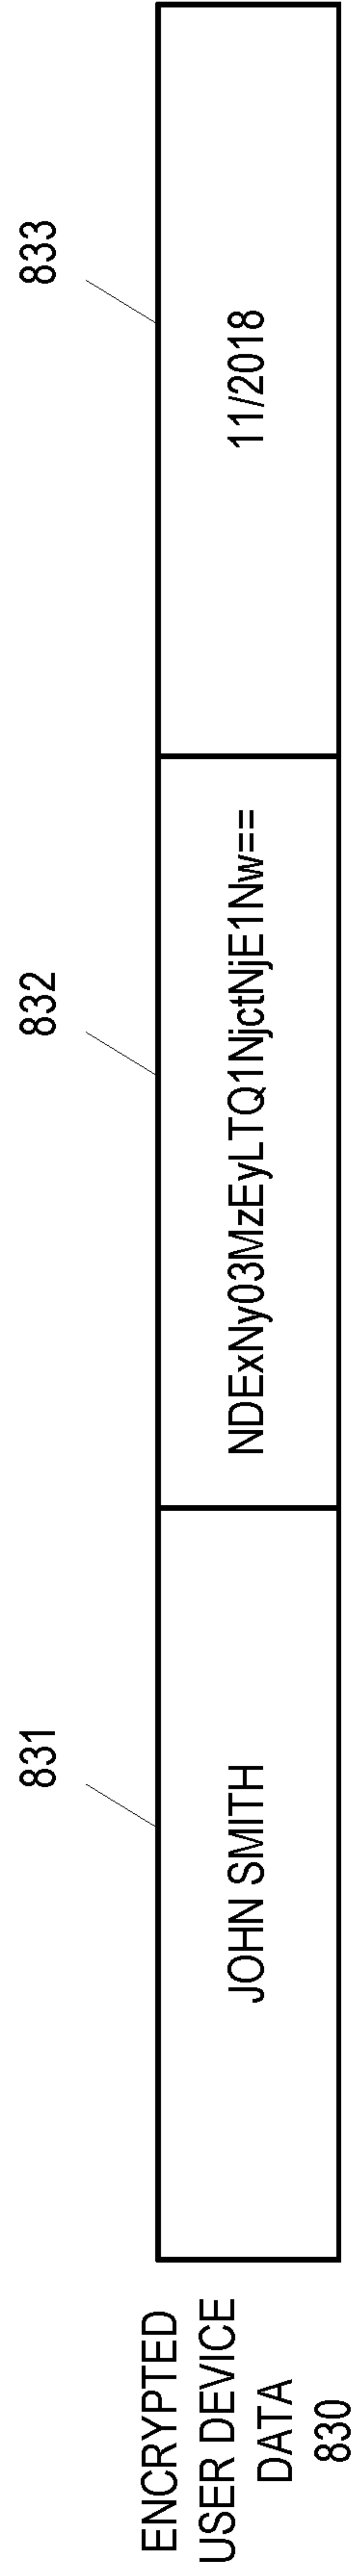 831
832
833
ENCRYPTED
USER DEVICE
DATA
830
JOHN SMITH
NDExNy03MzEyLTQ1NjctNjE1Nw==
11/2018